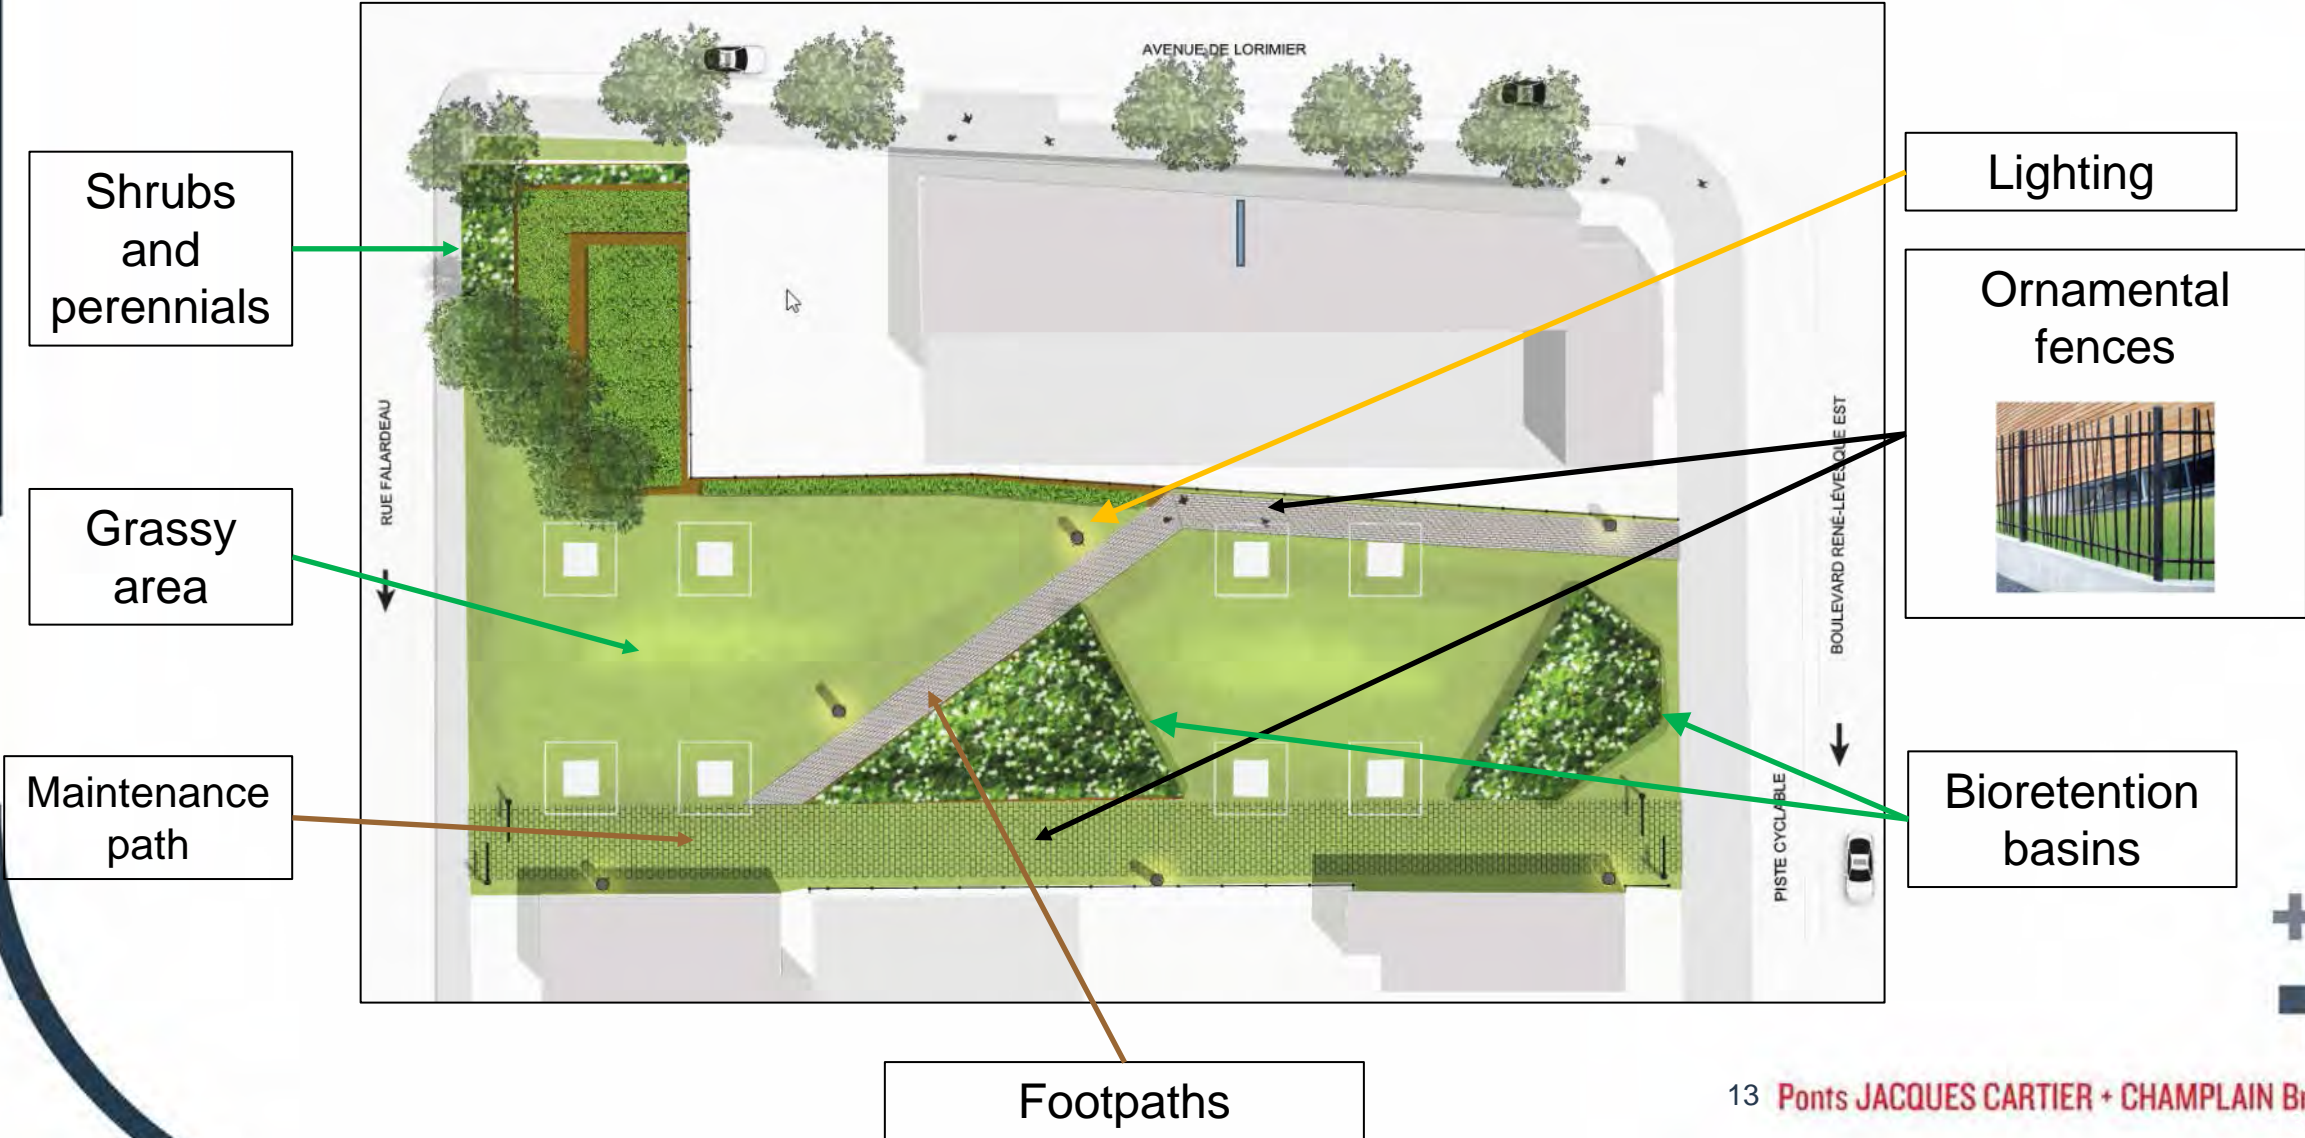 AVENUE DE LORIMIER
Shrubs
and
perennials
Lighting
Ornamental
fences
RUE FALARDEAU
BOULEVARD RENÉ-LÉVESQUE EST
Grassy
area
Maintenance
path
PISTE CYCLABLE
Bioretention
basins
Footpaths
13 Ponts JACQUES CARTIER + CHAMPLAIN Br